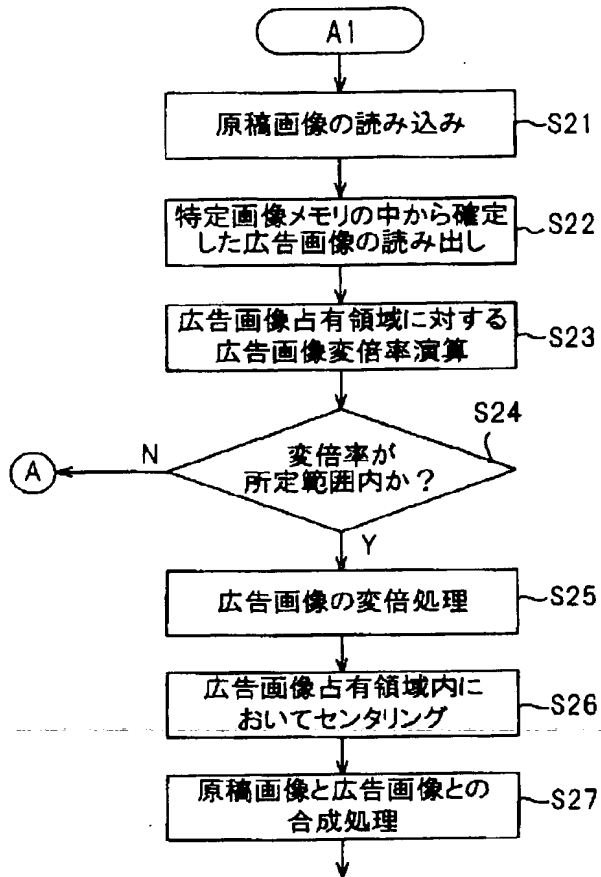 A1
原稿画像の読み込み
S21
特定画像メモリの中から確定
した広告画像の読み出し
S22
広告画像占有領域に対する
広告画像変倍率演算
S23
S24
変倍率が
所定範囲内か?
N
A
Y
広告画像の変倍処理
S25
広告画像占有領域内に
おいてセンタリング
S26
原稿画像と広告画像との
合成処理
S27